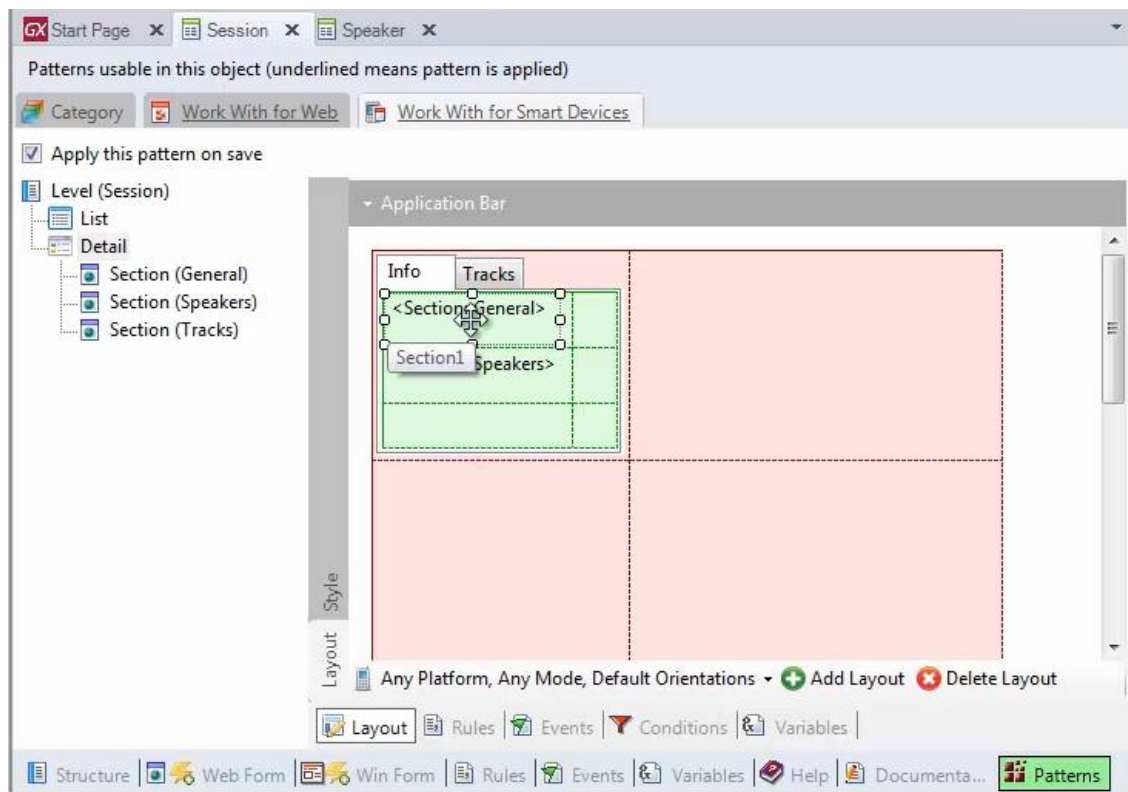 GX Start Page Session Speaker
Patterns usable in this object (underlined means pattern is applied)
Category Work With for Web Work With for Smart Devices
Apply this pattern on save
Level (Session)
List
Detail
Section (General)
Section (Speakers)
Section (Tracks)
Application Bar
Info Tracks
<Section: General>
Section1 Speakers>
Style
Layout
Any Platform, Any Mode, Default Orientations Add Layout Delete Layout
Layout Rules Events Conditions Variables
Structure Web Form Win Form Rules Events Variables Help Documenta... Patterns